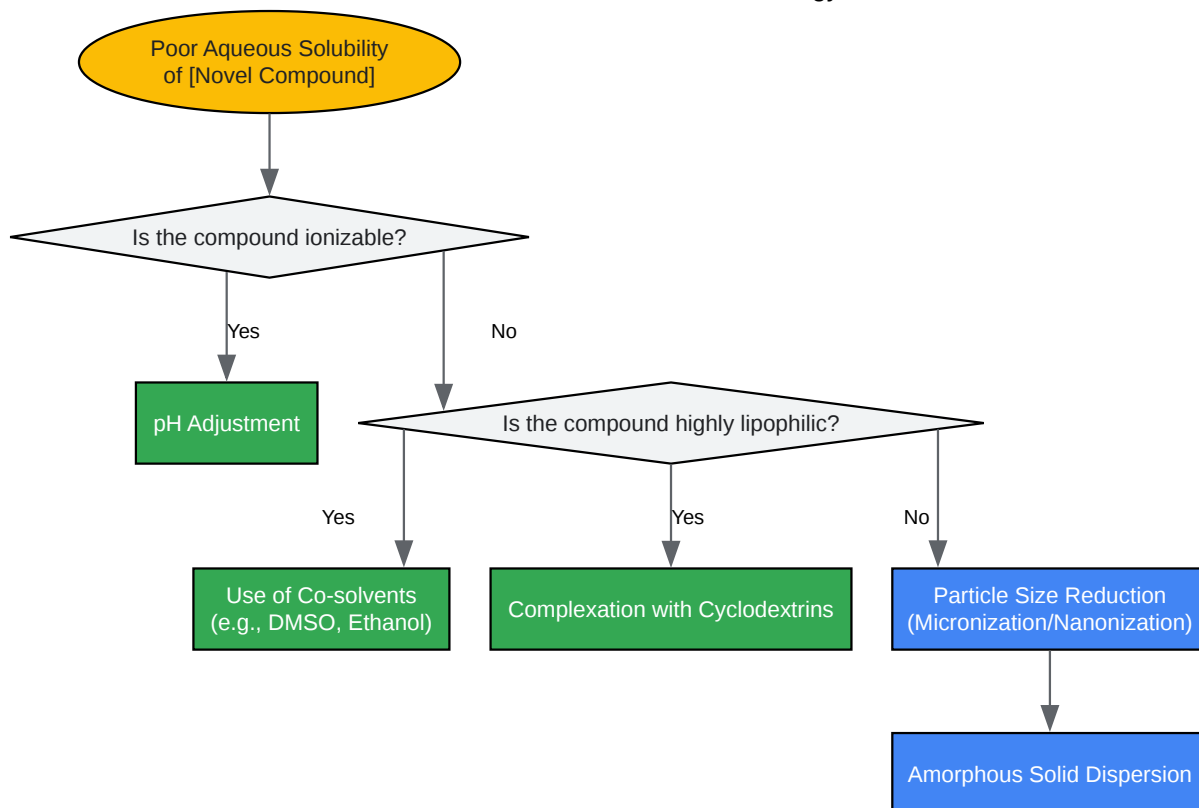 Poor Aqueous Solubility
of [Novel Compound]
Is the compound ionizable?
Yes
No
pH Adjustment
Is the compound highly lipophilic?
Yes
Yes
No
Use of Co-solvents
(e.g., DMSO, Ethanol)
Complexation with Cyclodextrins
Particle Size Reduction
(Micronization/Nanonization)
Amorphous Solid Dispersion